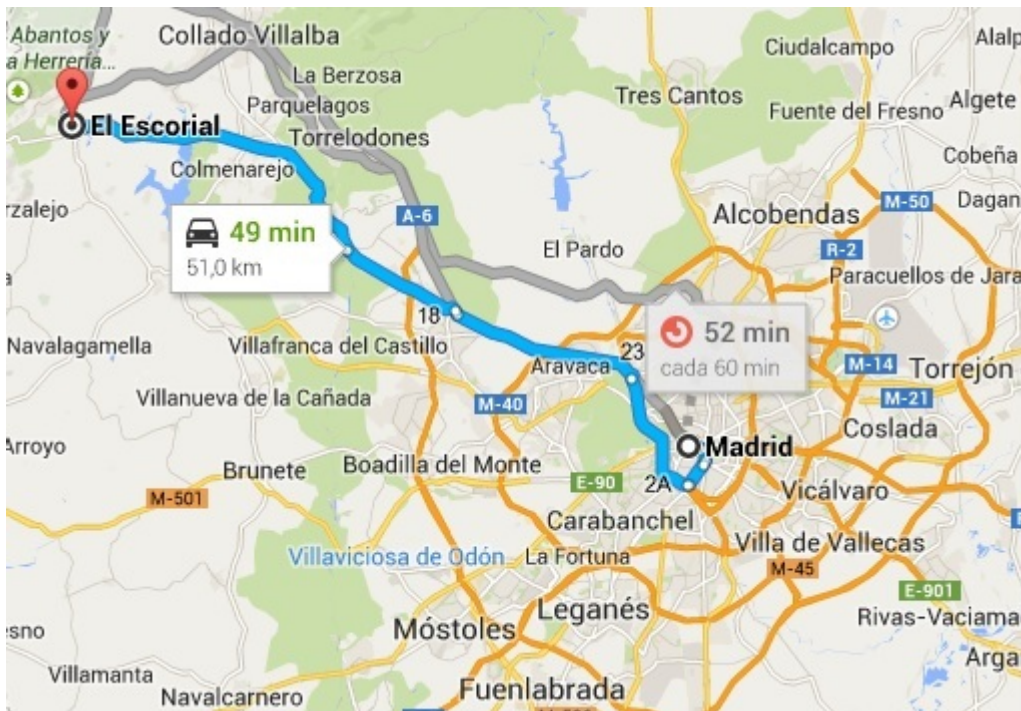 Abantos y
a Herrería...
Collado Villalba
Ciudalcampo
Alalp
La Berzosa
Tres Cantos
Parquelagos
Fuente del Fresno
Algete
El Escorial
Torrelodones
Cobeña
Colmenarejo
M-50
Dagan
rzalejo
A-6
Alcobendas
49 min
51,0 km
El Pardo
R-2
Paracuellos de Jara
18
52 min
cada 60 min
Navalagamella
Villafranca del Castillo
23
Aravaca
M-14
Torrejón
Villanueva de la Cañada
M-40
M-21
Coslada
Arroyo
Madrid
Brunete
Boadilla del Monte
E-90
2A
Vicálvaro
M-501
Carabanchel
Villaviciosa de Odón
La Fortuna
Villa de Vallecas
M-45
E-901
Leganés
Rivas-Vaciama
esno
Móstoles
Arga
Villamanta
Navalcarnero
Fuenlabrada